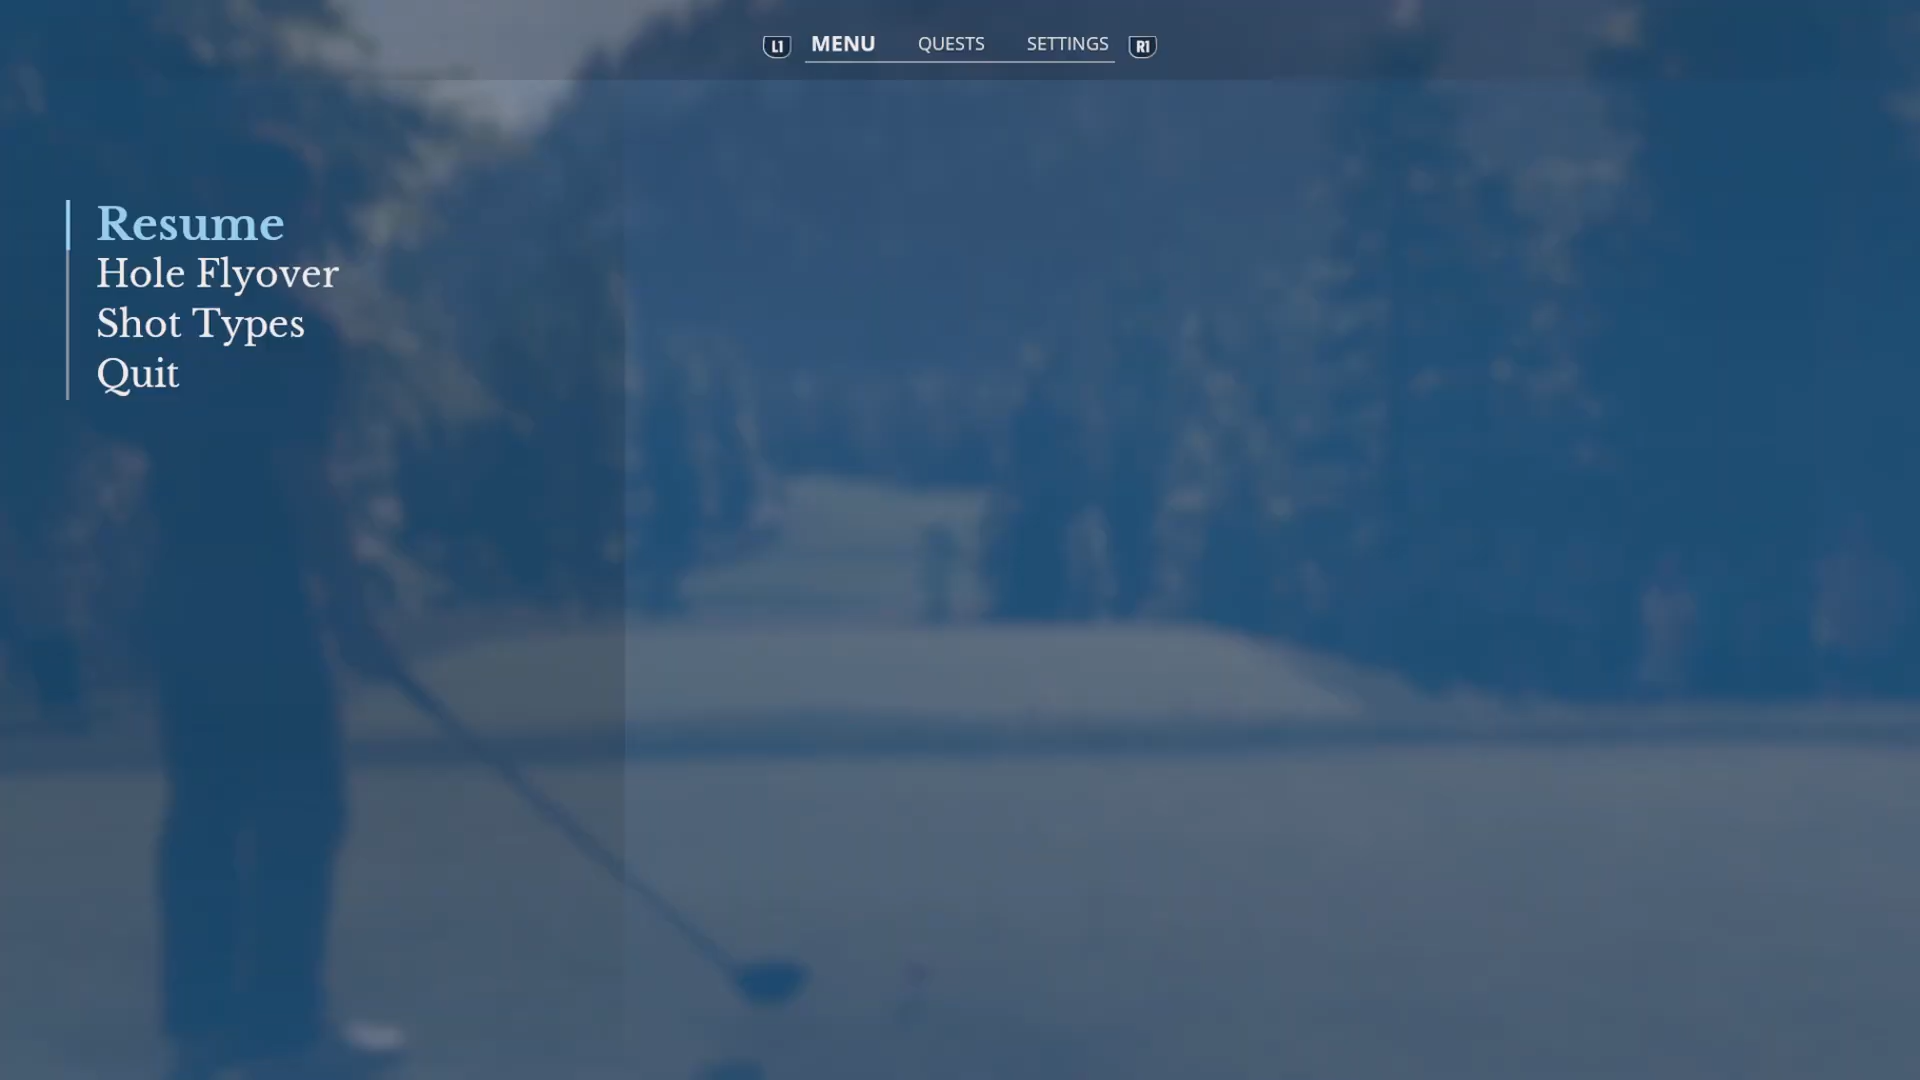 L1 MENU QUESTS SETTINGS R1
Resume
Hole Flyover
Shot Types
Quit